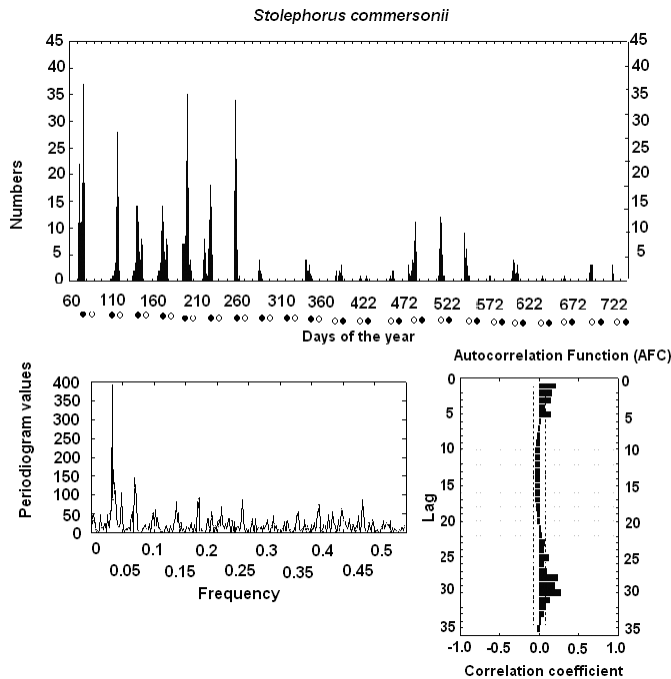 Stolephorus commersonii
45 45
40 40
35 35
30 30
25 25
20 20
15 15
10 10
5 5
0
Numbers
60 110 160 210 260 310 360 422 472 522 572 622 672 722
Days of the year
400
350
300
250
200
150
100
50
0
Periodiogram values
0 0.1 0.2 0.3 0.4 0.5
0.05 0.15 0.25 0.35 0.45
Frequency
Autocorrelation Function (AFC)
0 0
5 5
10 10
15 15
20 20
25 25
30 30
35 35
Lag
-1.0 -0.5 0.0 0.5 1.0
Correlation coefficient